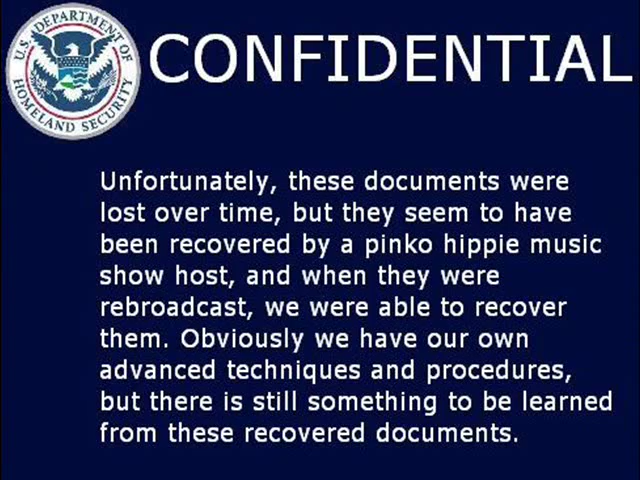 U.S. DEPARTMENT OF
HOMELAND SECURITY
CONFIDENTIAL
Unfortunately, these documents were
lost over time, but they seem to have
been recovered by a pinko hippie music
show host, and when they were
rebroadcast, we were able to recover
them. Obviously we have our own
advanced techniques and procedures,
but there is still something to be learned
from these recovered documents.